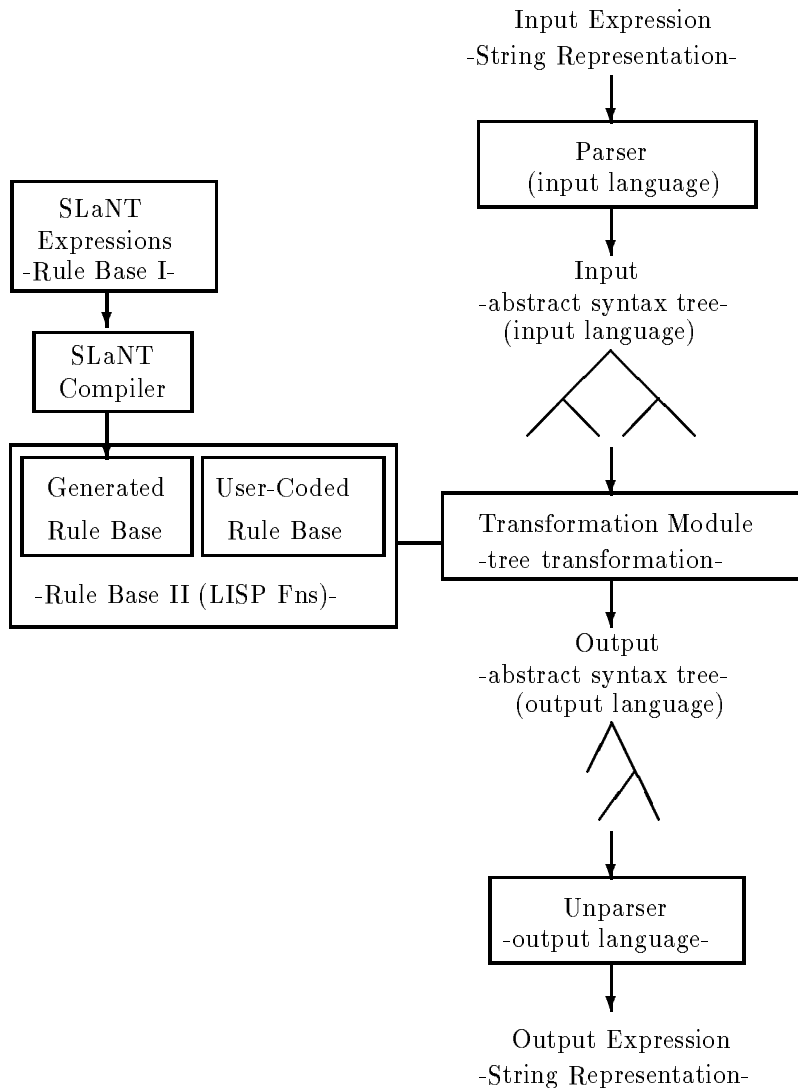 Input Expression
-String Representation-
Parser
(input language)
SLaNT
Expressions
-Rule Base I-
Input
-abstract syntax tree-
(input language)
SLaNT
Compiler
Generated
Rule Base
User-Coded
Rule Base
-Rule Base II (LISP Fns)-
Transformation Module
-tree transformation-
Output
-abstract syntax tree-
(output language)
Unparser
-output language-
Output Expression
-String Representation-